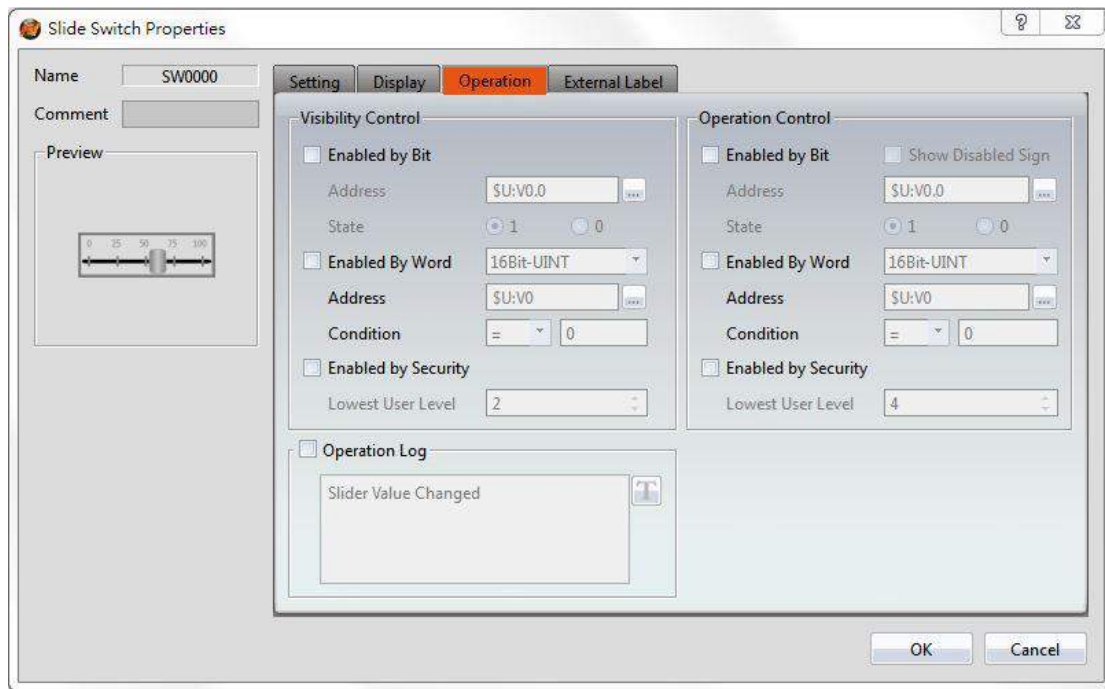 Slide Switch Properties
Name SW0000
Comment
Preview
0 25 50 75 100
Setting Display Operation External Label
Visibility Control
Enabled by Bit
Address $U:V0.0 ...
State 1 0
Enabled By Word 16Bit-UINT
Address $U:V0 ...
Condition = 0
Enabled by Security
Lowest User Level 2
Operation Control
Enabled by Bit Show Disabled Sign
Address $U:V0.0 ...
State 1 0
Enabled By Word 16Bit-UINT
Address $U:V0 ...
Condition = 0
Enabled by Security
Lowest User Level 4
Operation Log
Slider Value Changed T
OK Cancel